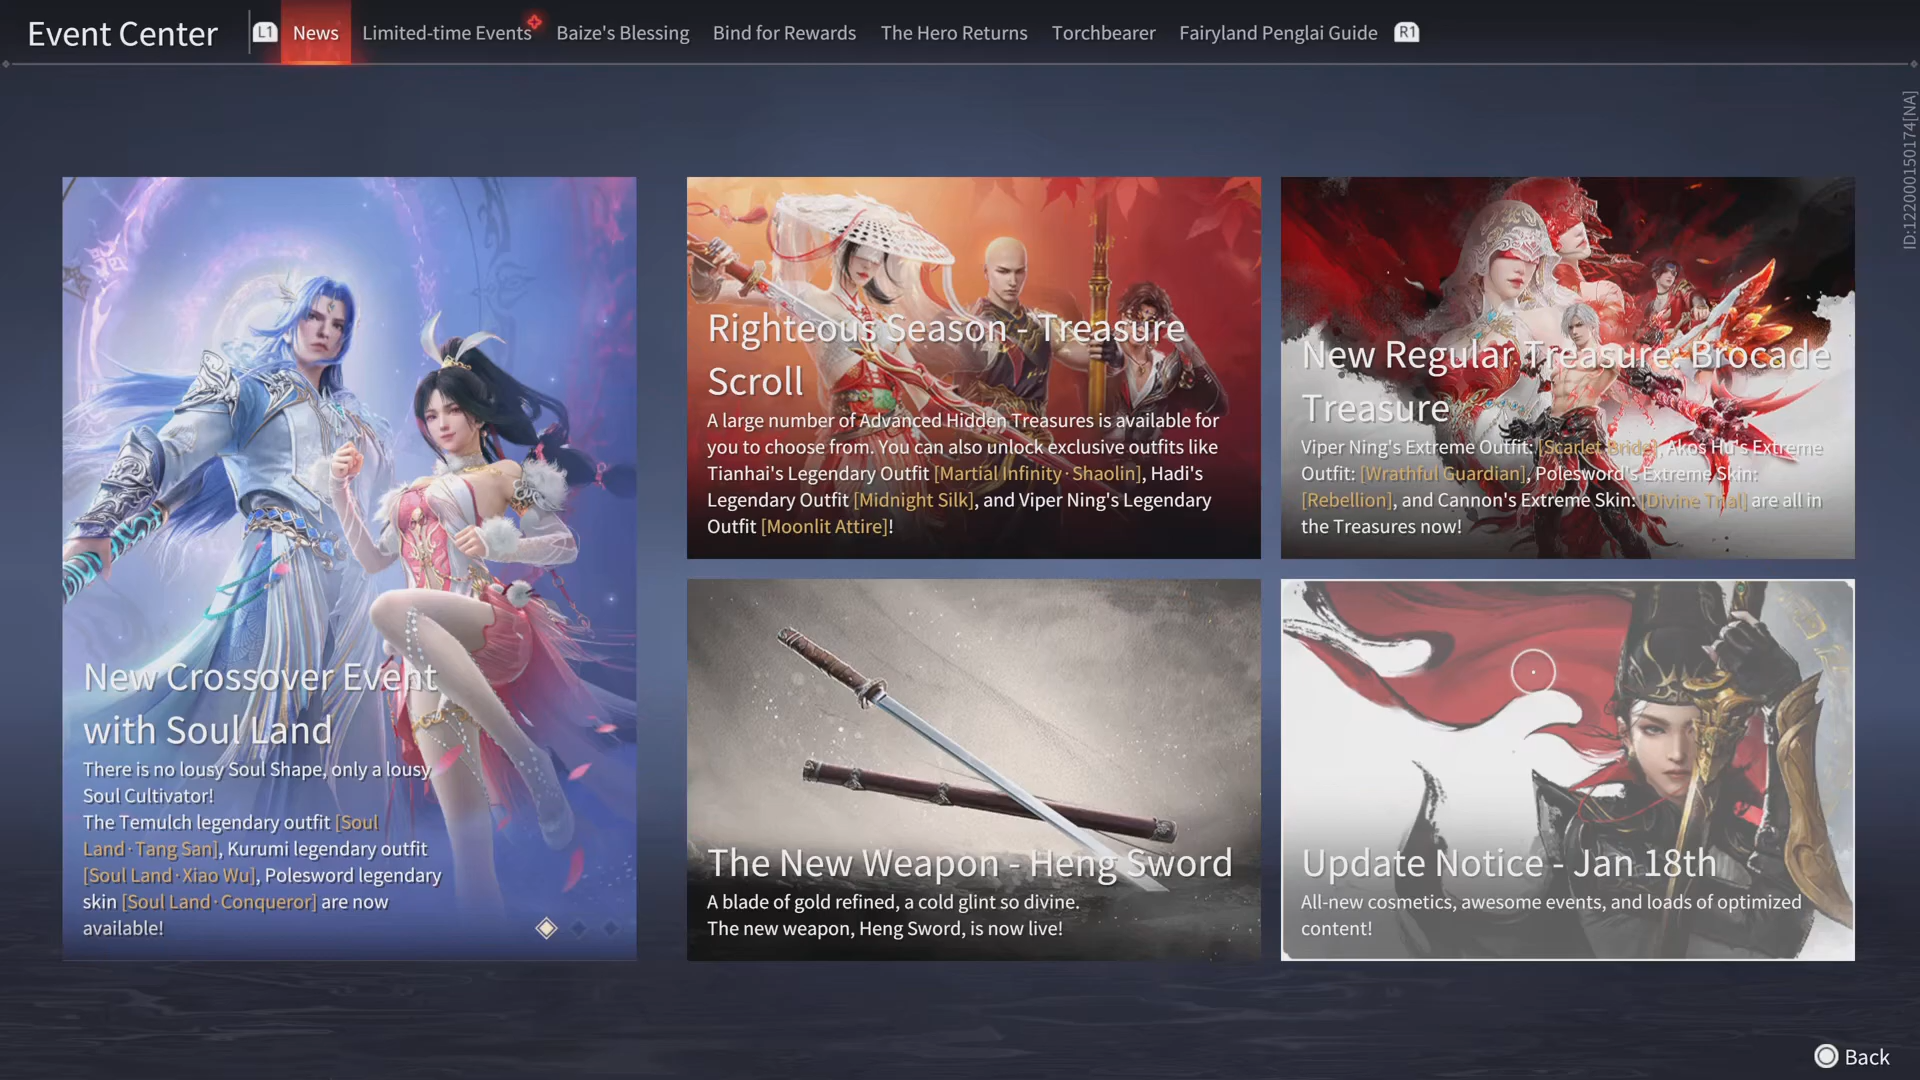 Event Center
L1
News
Limited-time Events
Baize's Blessing
Bind for Rewards
The Hero Returns
Torchbearer
Fairyland Penglai Guide
R1
ID:122000150174[NA]
New Crossover Event
with Soul Land
There is no lousy Soul Shape, only a lousy
Soul Cultivator!
The Temulch legendary outfit [Soul
Land·Tang San], Kurumi legendary outfit
[Soul Land·Xiao Wu], Polesword legendary
skin [Soul Land·Conqueror] are now
available!
Righteous Season - Treasure
Scroll
A large number of Advanced Hidden Treasures is available for
you to choose from. You can also unlock exclusive outfits like
Tianhai's Legendary Outfit [Martial Infinity·Shaolin], Hadi's
Legendary Outfit [Midnight Silk], and Viper Ning's Legendary
Outfit [Moonlit Attire]!
New Regular Treasure: Brocade
Treasure
Viper Ning's Extreme Outfit: [Scarlet Bride], Akos Hu's Extreme
Outfit: [Wrathful Guardian], Polesword's Extreme Skin:
[Rebellion], and Cannon's Extreme Skin: [Divine Trial] are all in
the Treasures now!
The New Weapon - Heng Sword
A blade of gold refined, a cold glint so divine.
The new weapon, Heng Sword, is now live!
Update Notice - Jan 18th
All-new cosmetics, awesome events, and loads of optimized
content!
Back